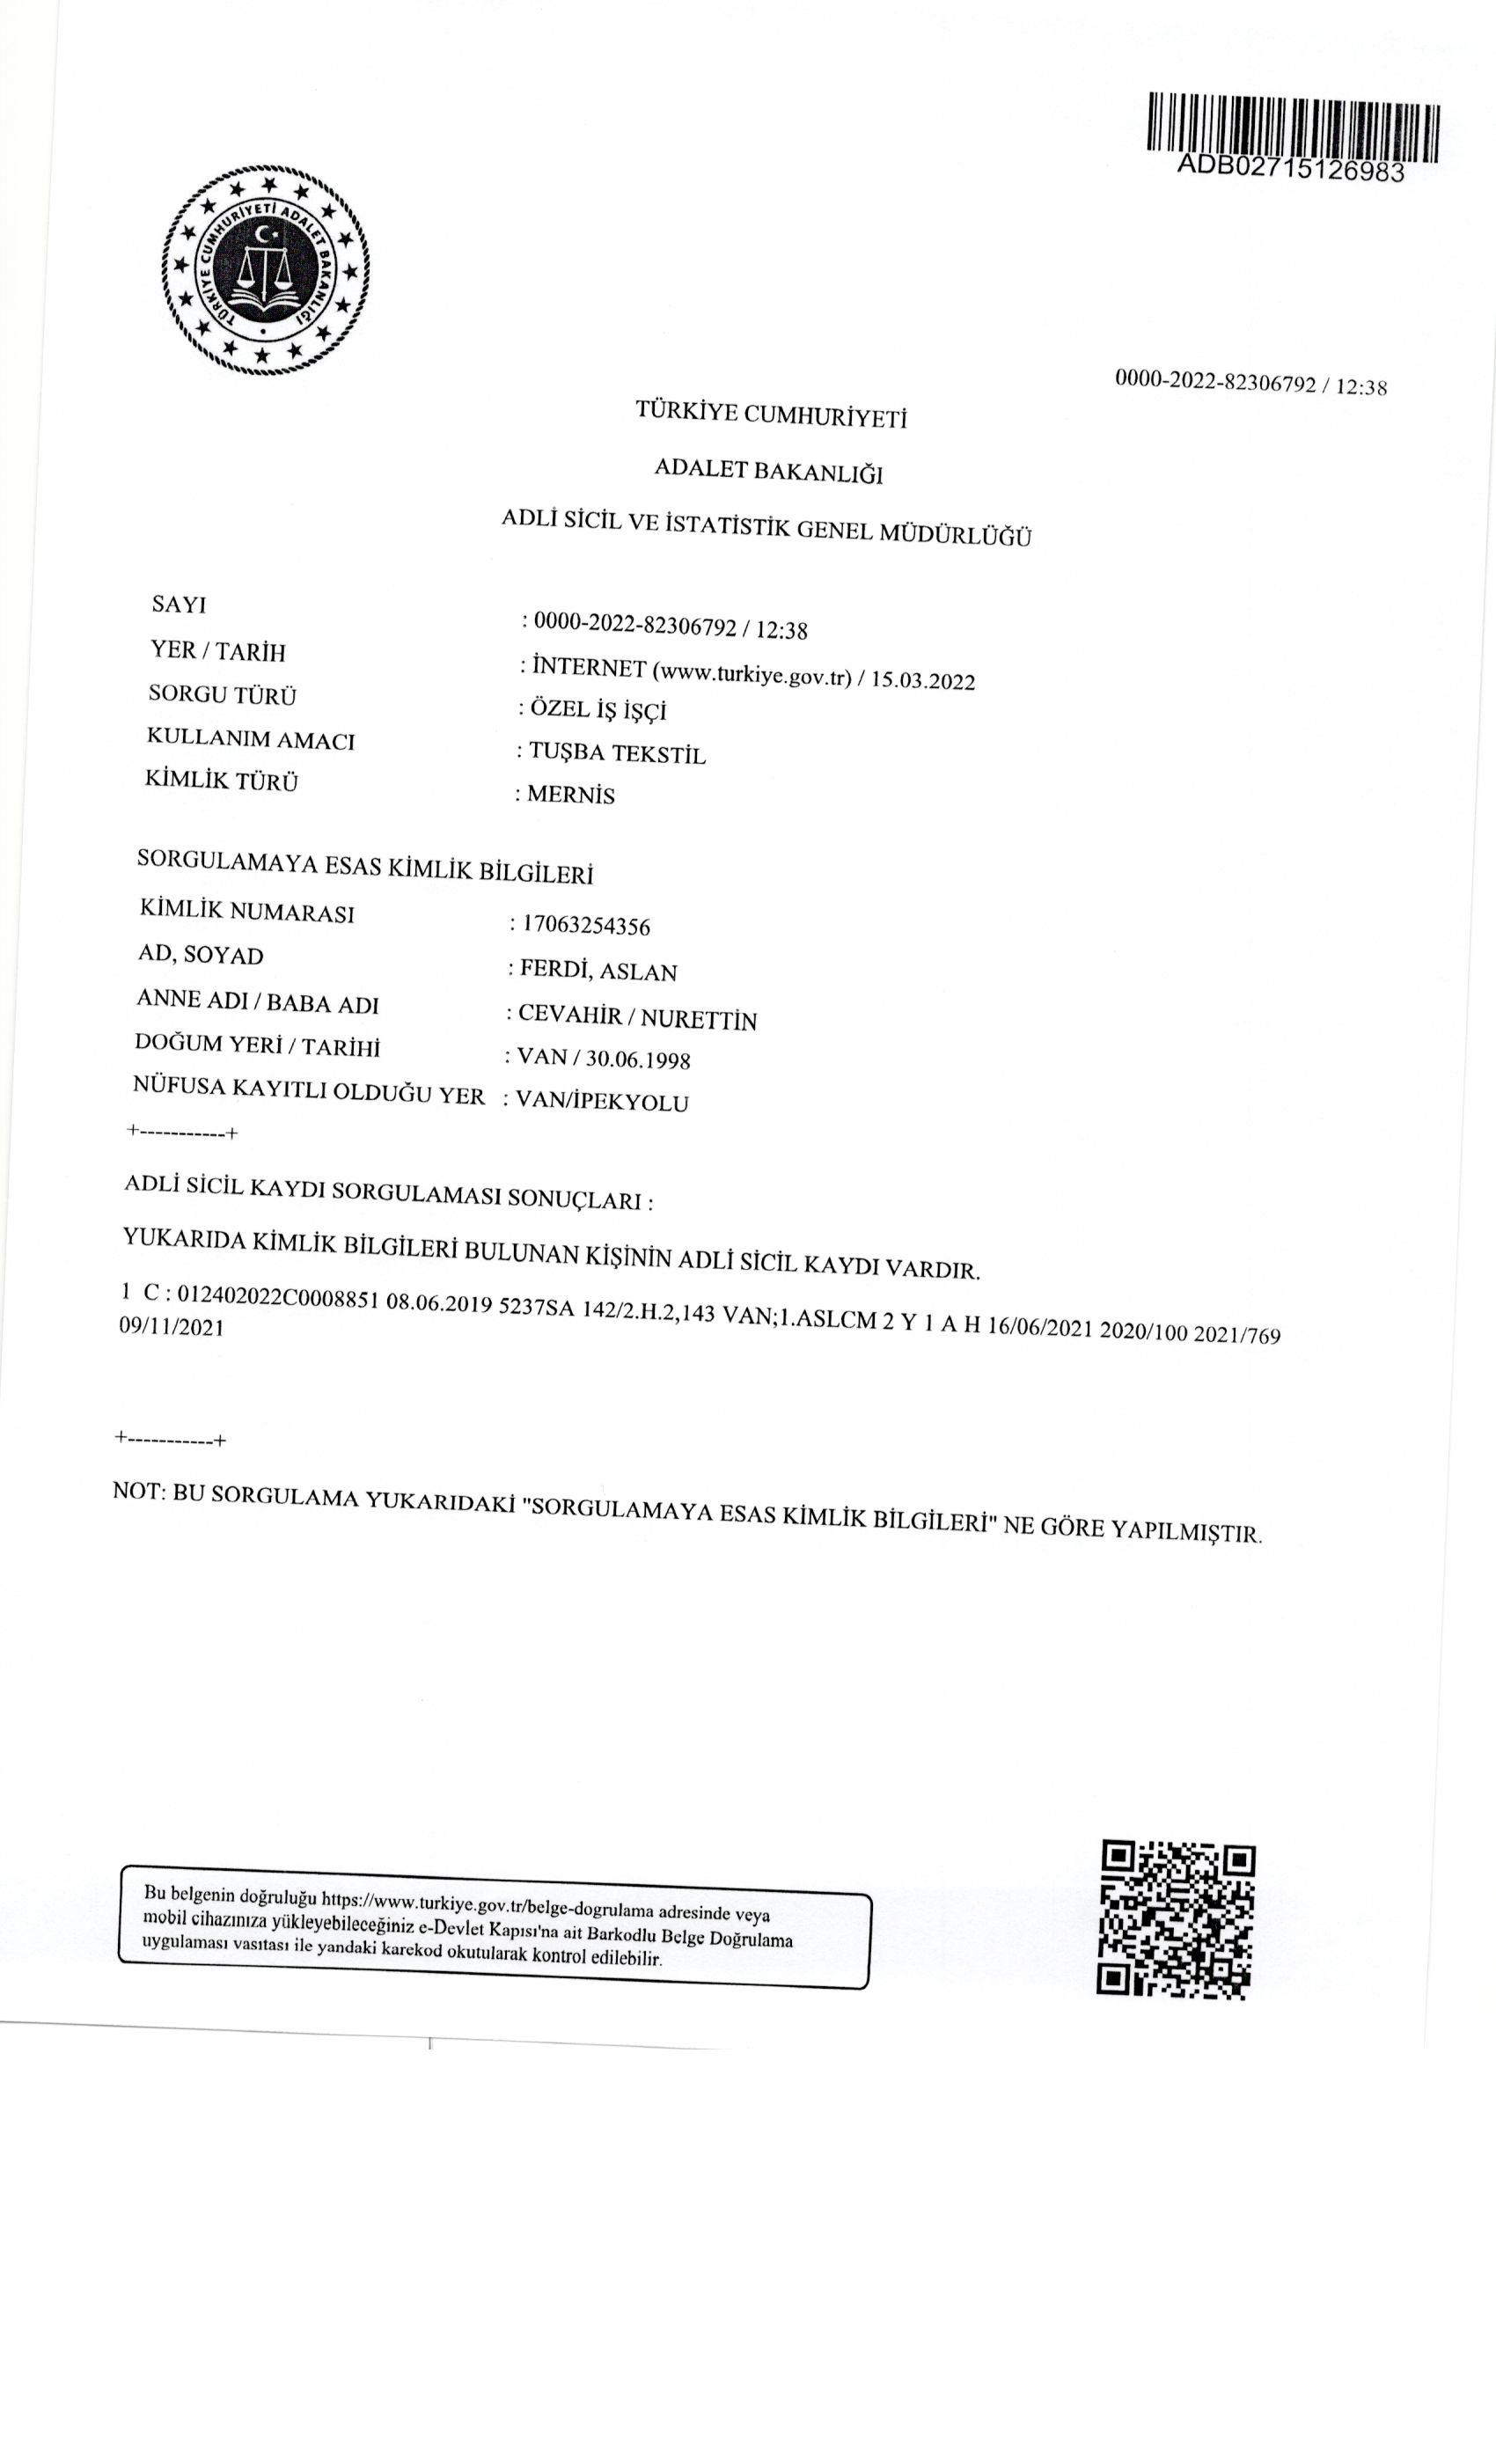 ADB02715126983
TÜRKİYE CUMHURİYETİ ADALET BAKANLIĞI
0000-2022-82306792 / 12:38
TÜRKİYE CUMHURİYETİ
ADALET BAKANLIĞI
ADLİ SİCİL VE İSTATİSTİK GENEL MÜDÜRLÜĞÜ
SAYI : 0000-2022-82306792 / 12:38
YER / TARİH : İNTERNET (www.turkiye.gov.tr) / 15.03.2022
SORGU TÜRÜ : ÖZEL İŞ İŞÇİ
KULLANIM AMACI : TUŞBA TEKSTİL
KİMLİK TÜRÜ : MERNİS
SORGULAMAYA ESAS KİMLİK BİLGİLERİ
KİMLİK NUMARASI : 17063254356
AD, SOYAD : FERDİ, ASLAN
ANNE ADI / BABA ADI : CEVAHİR / NURETTİN
DOĞUM YERİ / TARİHİ : VAN / 30.06.1998
NÜFUSA KAYITLI OLDUĞU YER : VAN/İPEKYOLU
+-----------+
ADLİ SİCİL KAYDI SORGULAMASI SONUÇLARI :
YUKARIDA KİMLİK BİLGİLERİ BULUNAN KİŞİNİN ADLİ SİCİL KAYDI VARDIR.
1 C : 012402022C0008851 08.06.2019 5237SA 142/2.H.2,143 VAN;1.ASLCM 2 Y 1 A H 16/06/2021 2020/100 2021/769
09/11/2021
+-----------+
NOT: BU SORGULAMA YUKARIDAKİ "SORGULAMAYA ESAS KİMLİK BİLGİLERİ" NE GÖRE YAPILMIŞTIR.
Bu belgenin doğruluğu https://www.turkiye.gov.tr/belge-dogrulama adresinde veya
mobil cihazınıza yükleyebileceğiniz e-Devlet Kapısı'na ait Barkodlu Belge Doğrulama
uygulaması vasıtası ile yandaki karekod okutularak kontrol edilebilir.